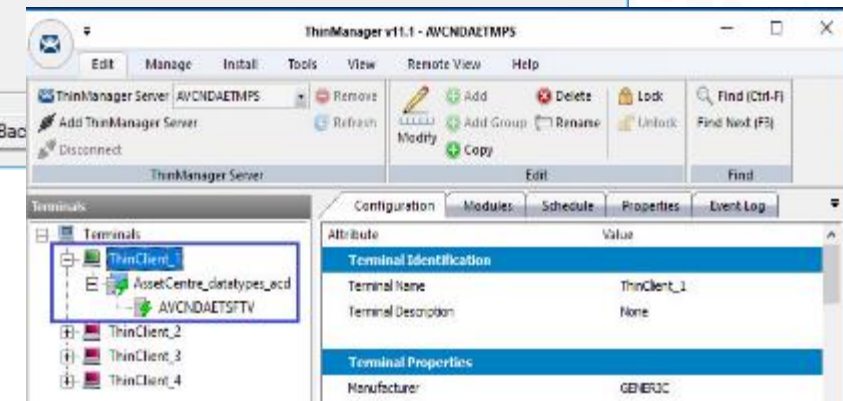 ThinManager v11.1 - AVCNDAETMPS
Edit Manage Install Tools View Remote View Help
ThinManager Server AVCNDAETMPS
Add ThinManager Server
Disconnect
ThinManager Server
Remove
Refresh
Modify
Add Delete
Add Group Rename
Copy
Lock
Unlock
Edit
Find (Ctrl-F)
Find Next (F3)
Find
Bac
Terminals
Terminals
ThinClient_1
AssetCentre_datatypes_acd
AVCNDAETSFTV
ThinClient_2
ThinClient_3
ThinClient_4
Configuration Modules Schedule Properties Event Log
Attribute Value
Terminal Identification
Terminal Name ThinClient_1
Terminal Description None
Terminal Properties
Manufacturer GENERIC